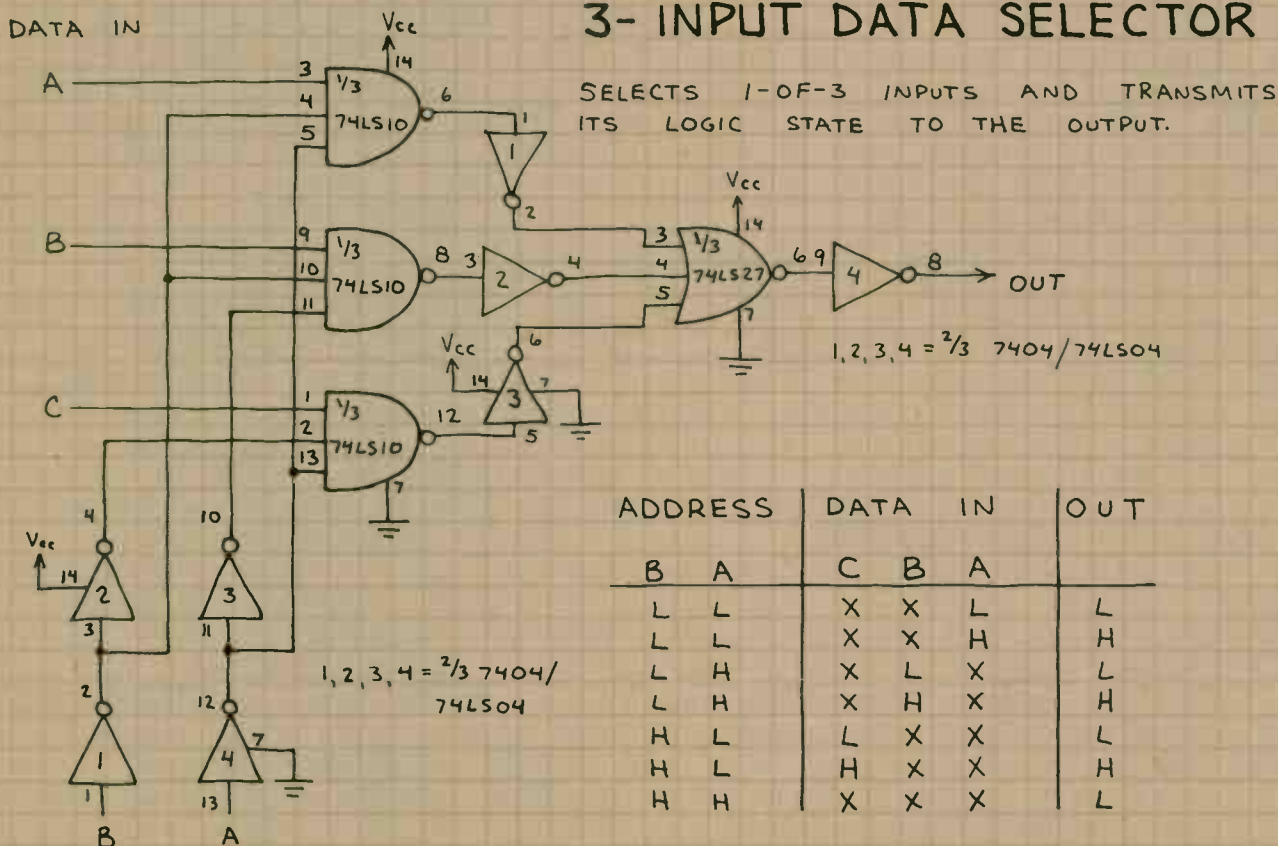 3-INPUT DATA SELECTOR
SELECTS 1-OF-3 INPUTS AND TRANSMITS
ITS LOGIC STATE TO THE OUTPUT.
DATA IN
A
3
4
5
1/3
74LS10
Vcc
14
6
1
1
2
B
9
10
11
1/3
74LS10
8
3
2
4
Vcc
14
3
4
5
1/3
74LS27
7
6
9
4
8
OUT
1,2,3,4 = 2/3 7404/74LS04
C
1
2
13
1/3
74LS10
7
12
Vcc
14
6
3
7
5
4
Vcc
14
2
3
10
3
11
2
1
1
B
12
4
7
13
A
1,2,3,4 = 2/3 7404/
74LS04
ADDRESS DATA IN OUT
B A C B A
L L X X L L
L L X X H H
L H X L X L
L H X H X H
H L L X X L
H L H X X H
H H X X X L